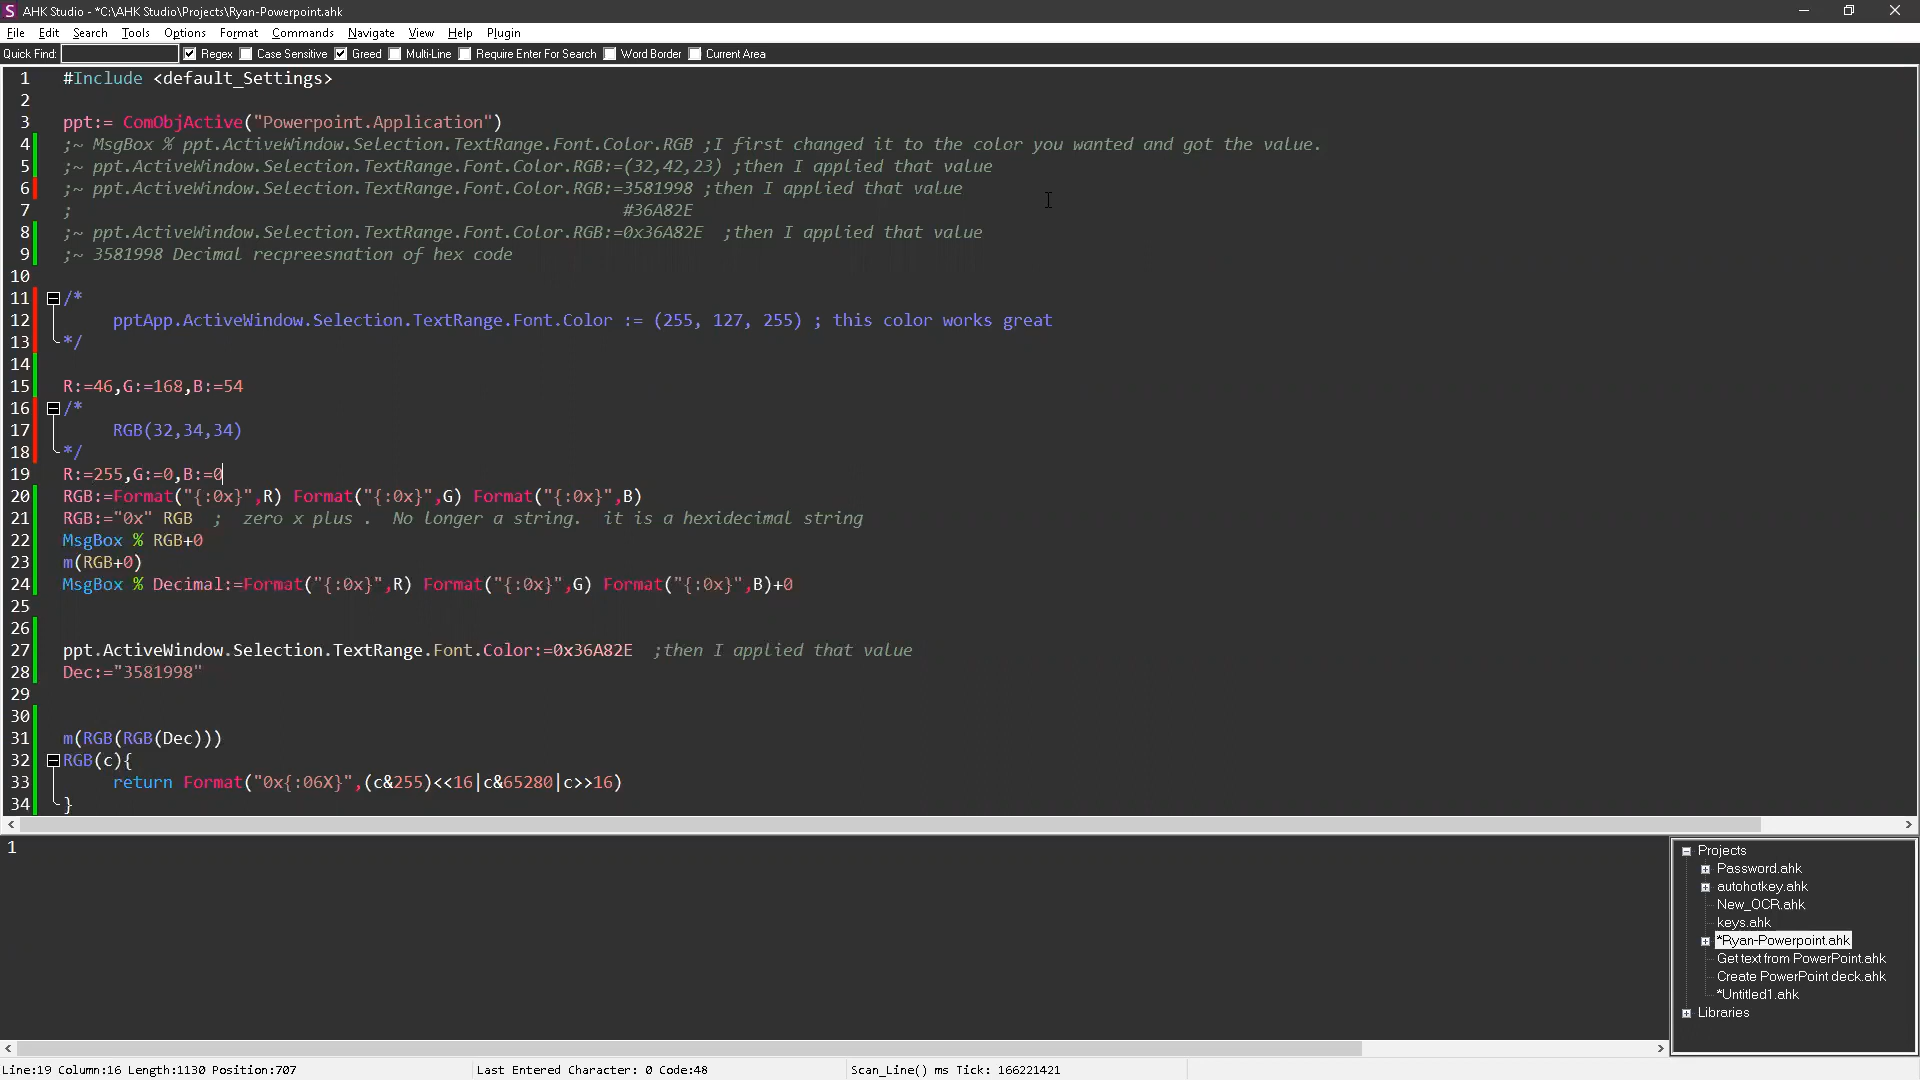 AHK Studio - *C:\AHK Studio\Projects\Ryan-Powerpoint.ahk
File Edit Search Tools Options Format Commands Navigate View Help Plugin
Quick Find: Regex Case Sensitive Greed Multi-Line Require Enter For Search Word Border Current Area
1 #Include <default_Settings>
2
3 ppt:= ComObjActive("Powerpoint.Application")
4 ;~ MsgBox % ppt.ActiveWindow.Selection.TextRange.Font.Color.RGB ;I first changed it to the color you wanted and got the value.
5 ;~ ppt.ActiveWindow.Selection.TextRange.Font.Color.RGB:=(32,42,23) ;then I applied that value
6 ;~ ppt.ActiveWindow.Selection.TextRange.Font.Color.RGB:=3581998 ;then I applied that value
7 ; #36A82E
8 ;~ ppt.ActiveWindow.Selection.TextRange.Font.Color.RGB:=0x36A82E ;then I applied that value
9 ;~ 3581998 Decimal recpreesnation of hex code
10
11 /*
12 pptApp.ActiveWindow.Selection.TextRange.Font.Color := (255, 127, 255) ; this color works great
13 */
14
15 R:=46,G:=168,B:=54
16 /*
17 RGB(32,34,34)
18 */
19 R:=255,G:=0,B:=0
20 RGB:=Format("{:0x}",R) Format("{:0x}",G) Format("{:0x}",B)
21 RGB:="0x" RGB ; zero x plus . No longer a string. it is a hexidecimal string
22 MsgBox % RGB+0
23 m(RGB+0)
24 MsgBox % Decimal:=Format("{:0x}",R) Format("{:0x}",G) Format("{:0x}",B)+0
25
26
27 ppt.ActiveWindow.Selection.TextRange.Font.Color:=0x36A82E ;then I applied that value
28 Dec:="3581998"
29
30
31 m(RGB(RGB(Dec)))
32 RGB(c){
33 return Format("0x{:06X}",(c&255)<<16|c&65280|c>>16)
34 }
1
Projects
Password.ahk
autohotkey.ahk
New_OCR.ahk
keys.ahk
*Ryan-Powerpoint.ahk
Get text from PowerPoint.ahk
Create PowerPoint deck.ahk
*Untitled1.ahk
Libraries
Line:19 Column:16 Length:1130 Position:707 Last Entered Character: 0 Code:48 Scan_Line() ms Tick: 166221421